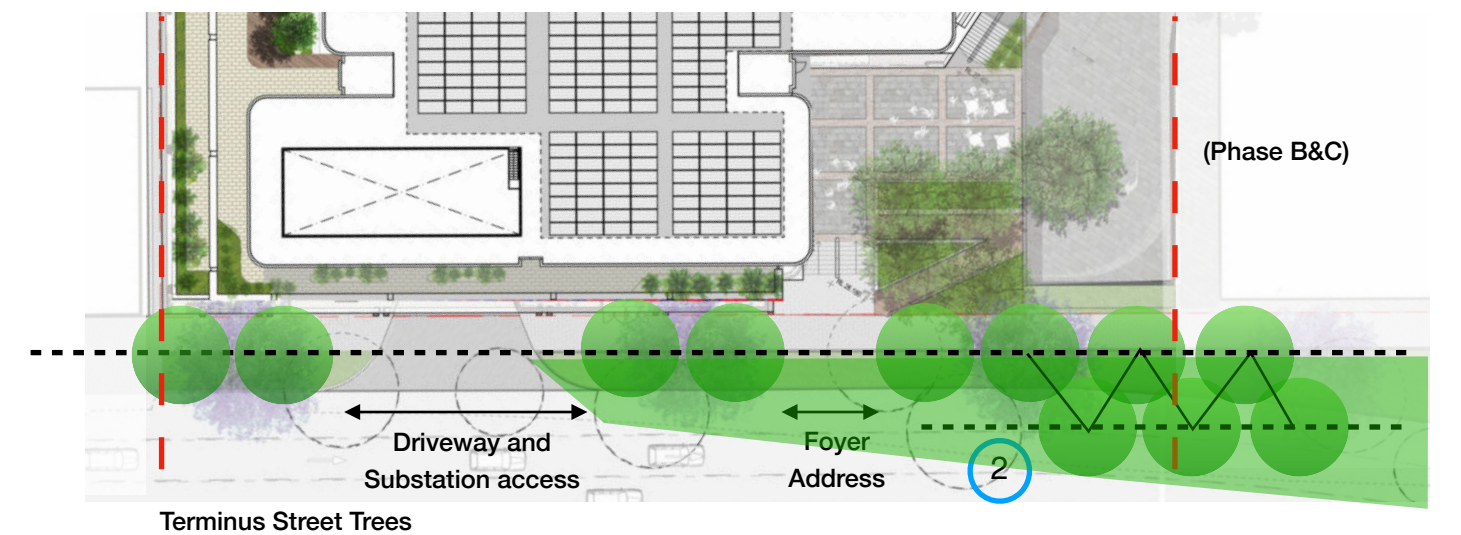 (Phase B&C)
Driveway and
Substation access
Foyer
Address
2
Terminus Street Trees